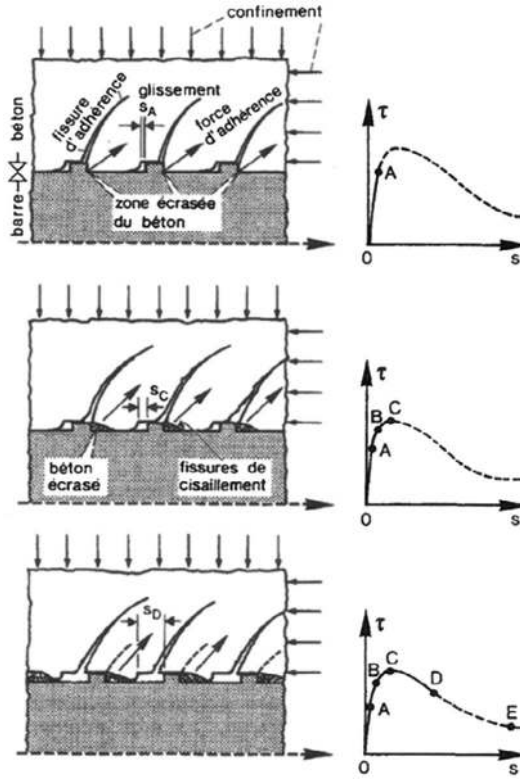 confinement
fissure
d'adhérence
glissement
sA
force
d'adhérence
béton
barre
zone écrasée
du béton
τ
A
0
s
sC
béton
écrasé
fissures de
cisaillement
τ
B
C
A
0
s
sD
τ
B
C
D
A
E
0
s